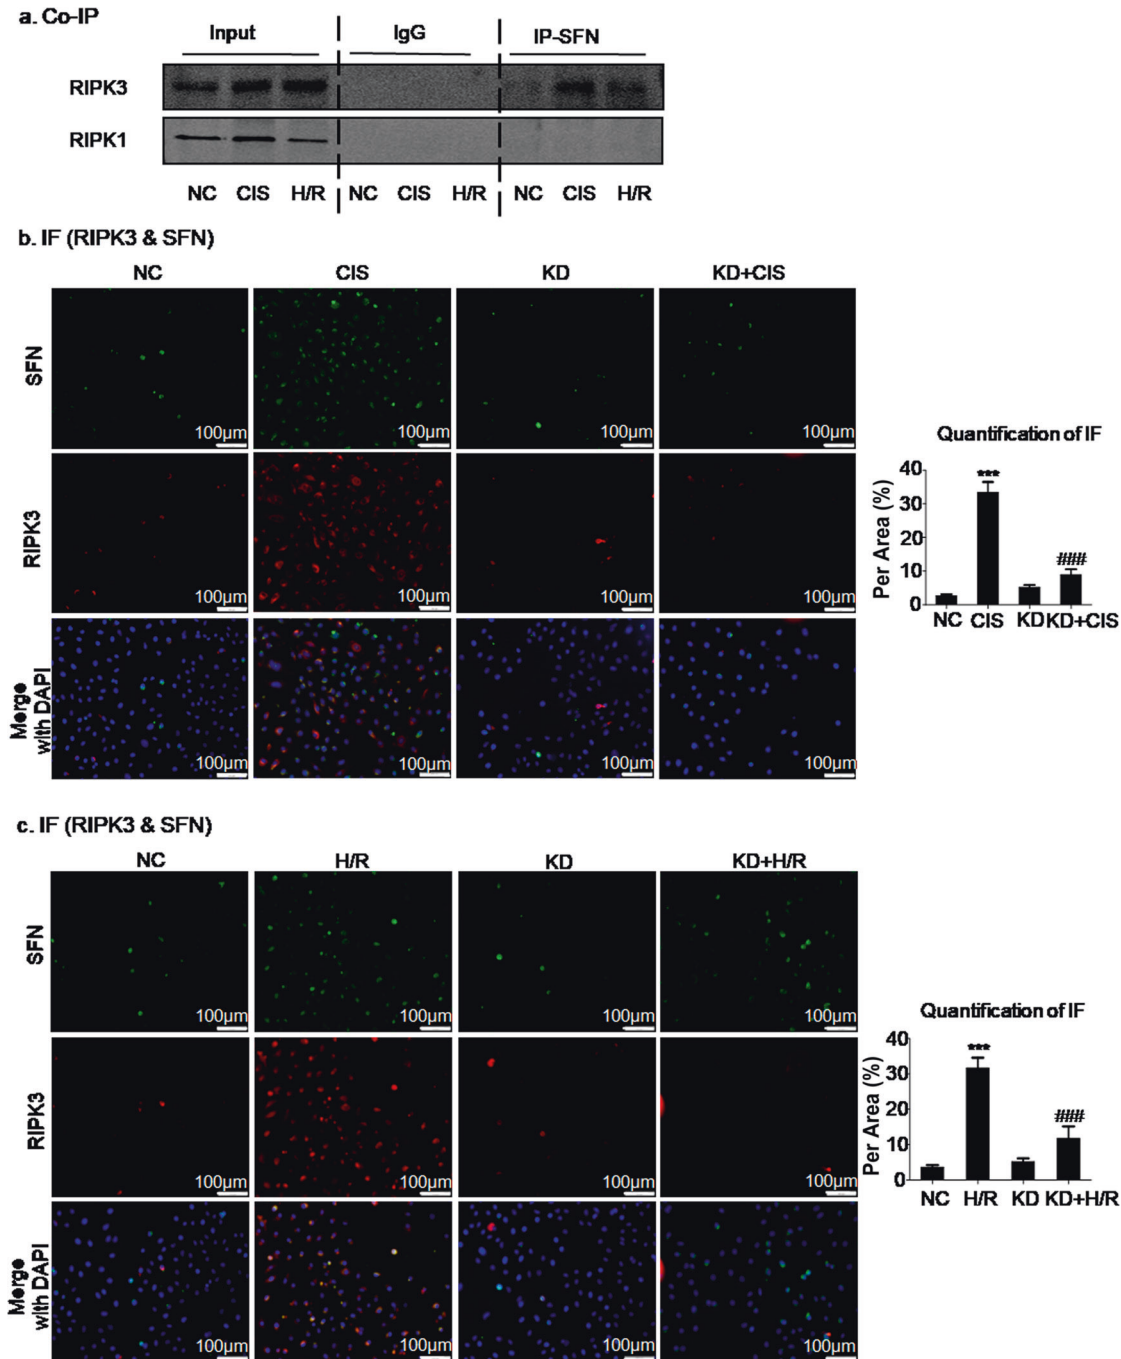 a. Co-IP
Input IgG IP-SFN
RIPK3
RIPK1
NC CIS H/R NC CIS H/R NC CIS H/R
b. IF (RIPK3 & SFN)
NC CIS KD KD+CIS
SFN
100µm 100µm 100µm 100µm
RIPK3
100µm 100µm 100µm 100µm
Merge
with DAPI
100µm 100µm 100µm 100µm
Quantification of IF
Per Area (%)
40
30
20
10
0
***
###
NC CIS KD KD+CIS
c. IF (RIPK3 & SFN)
NC H/R KD KD+H/R
SFN
100µm 100µm 100µm 100µm
RIPK3
100µm 100µm 100µm 100µm
Merge
with DAPI
100µm 100µm 100µm 100µm
Quantification of IF
Per Area (%)
40
30
20
10
0
***
###
NC H/R KD KD+H/R